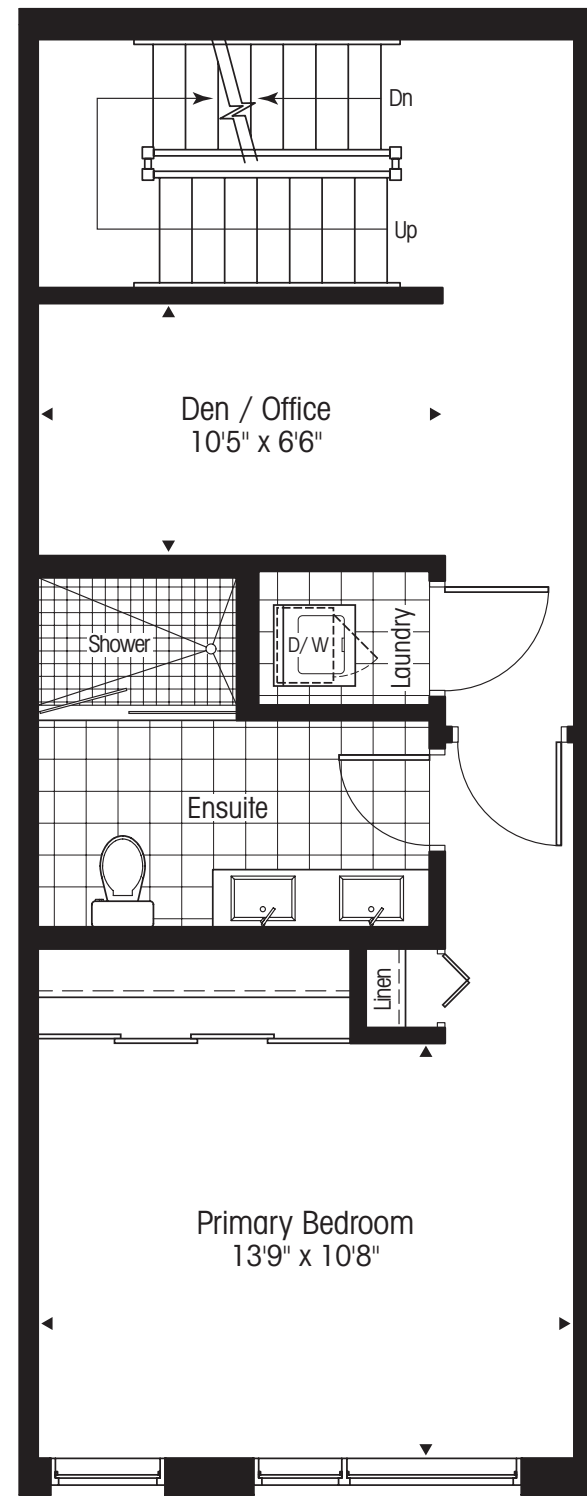 Dn
Up
Den / Office
10'5" x 6'6"
Shower
D/W
Laundry
Ensuite
Linen
Primary Bedroom
13'9" x 10'8"